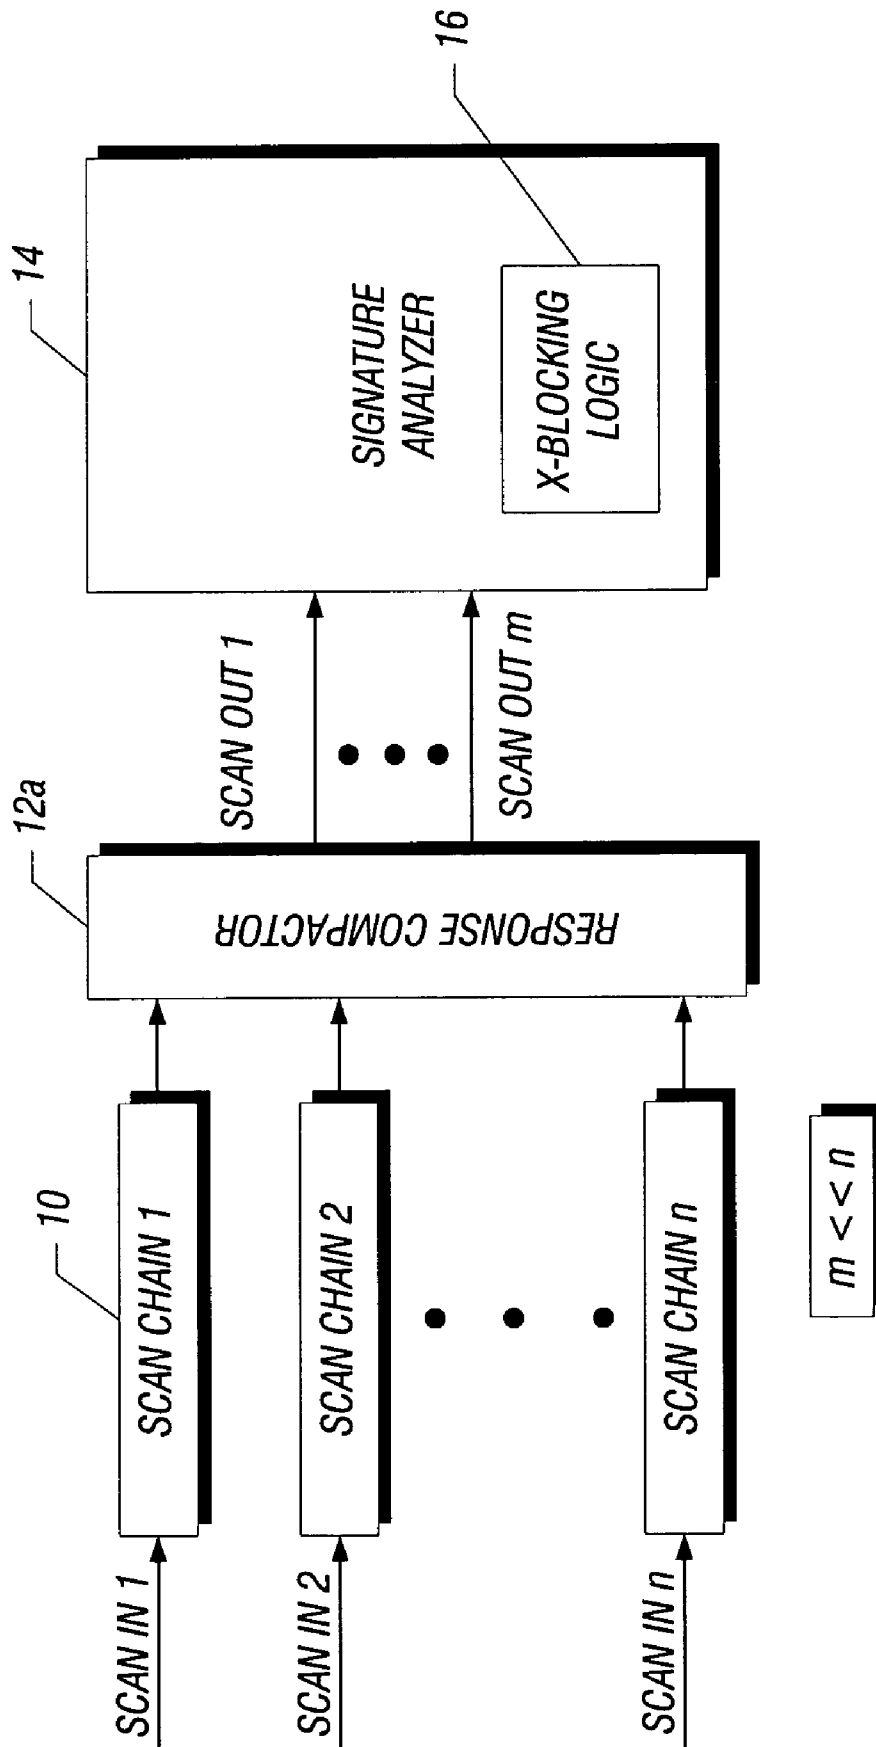 10
12a
14
SCAN IN 1
SCAN CHAIN 1
SCAN IN 2
SCAN CHAIN 2
SCAN IN n
SCAN CHAIN n
RESPONSE COMPACTOR
SCAN OUT 1
SCAN OUT m
SIGNATURE
ANALYZER
X-BLOCKING
LOGIC
16
m << n